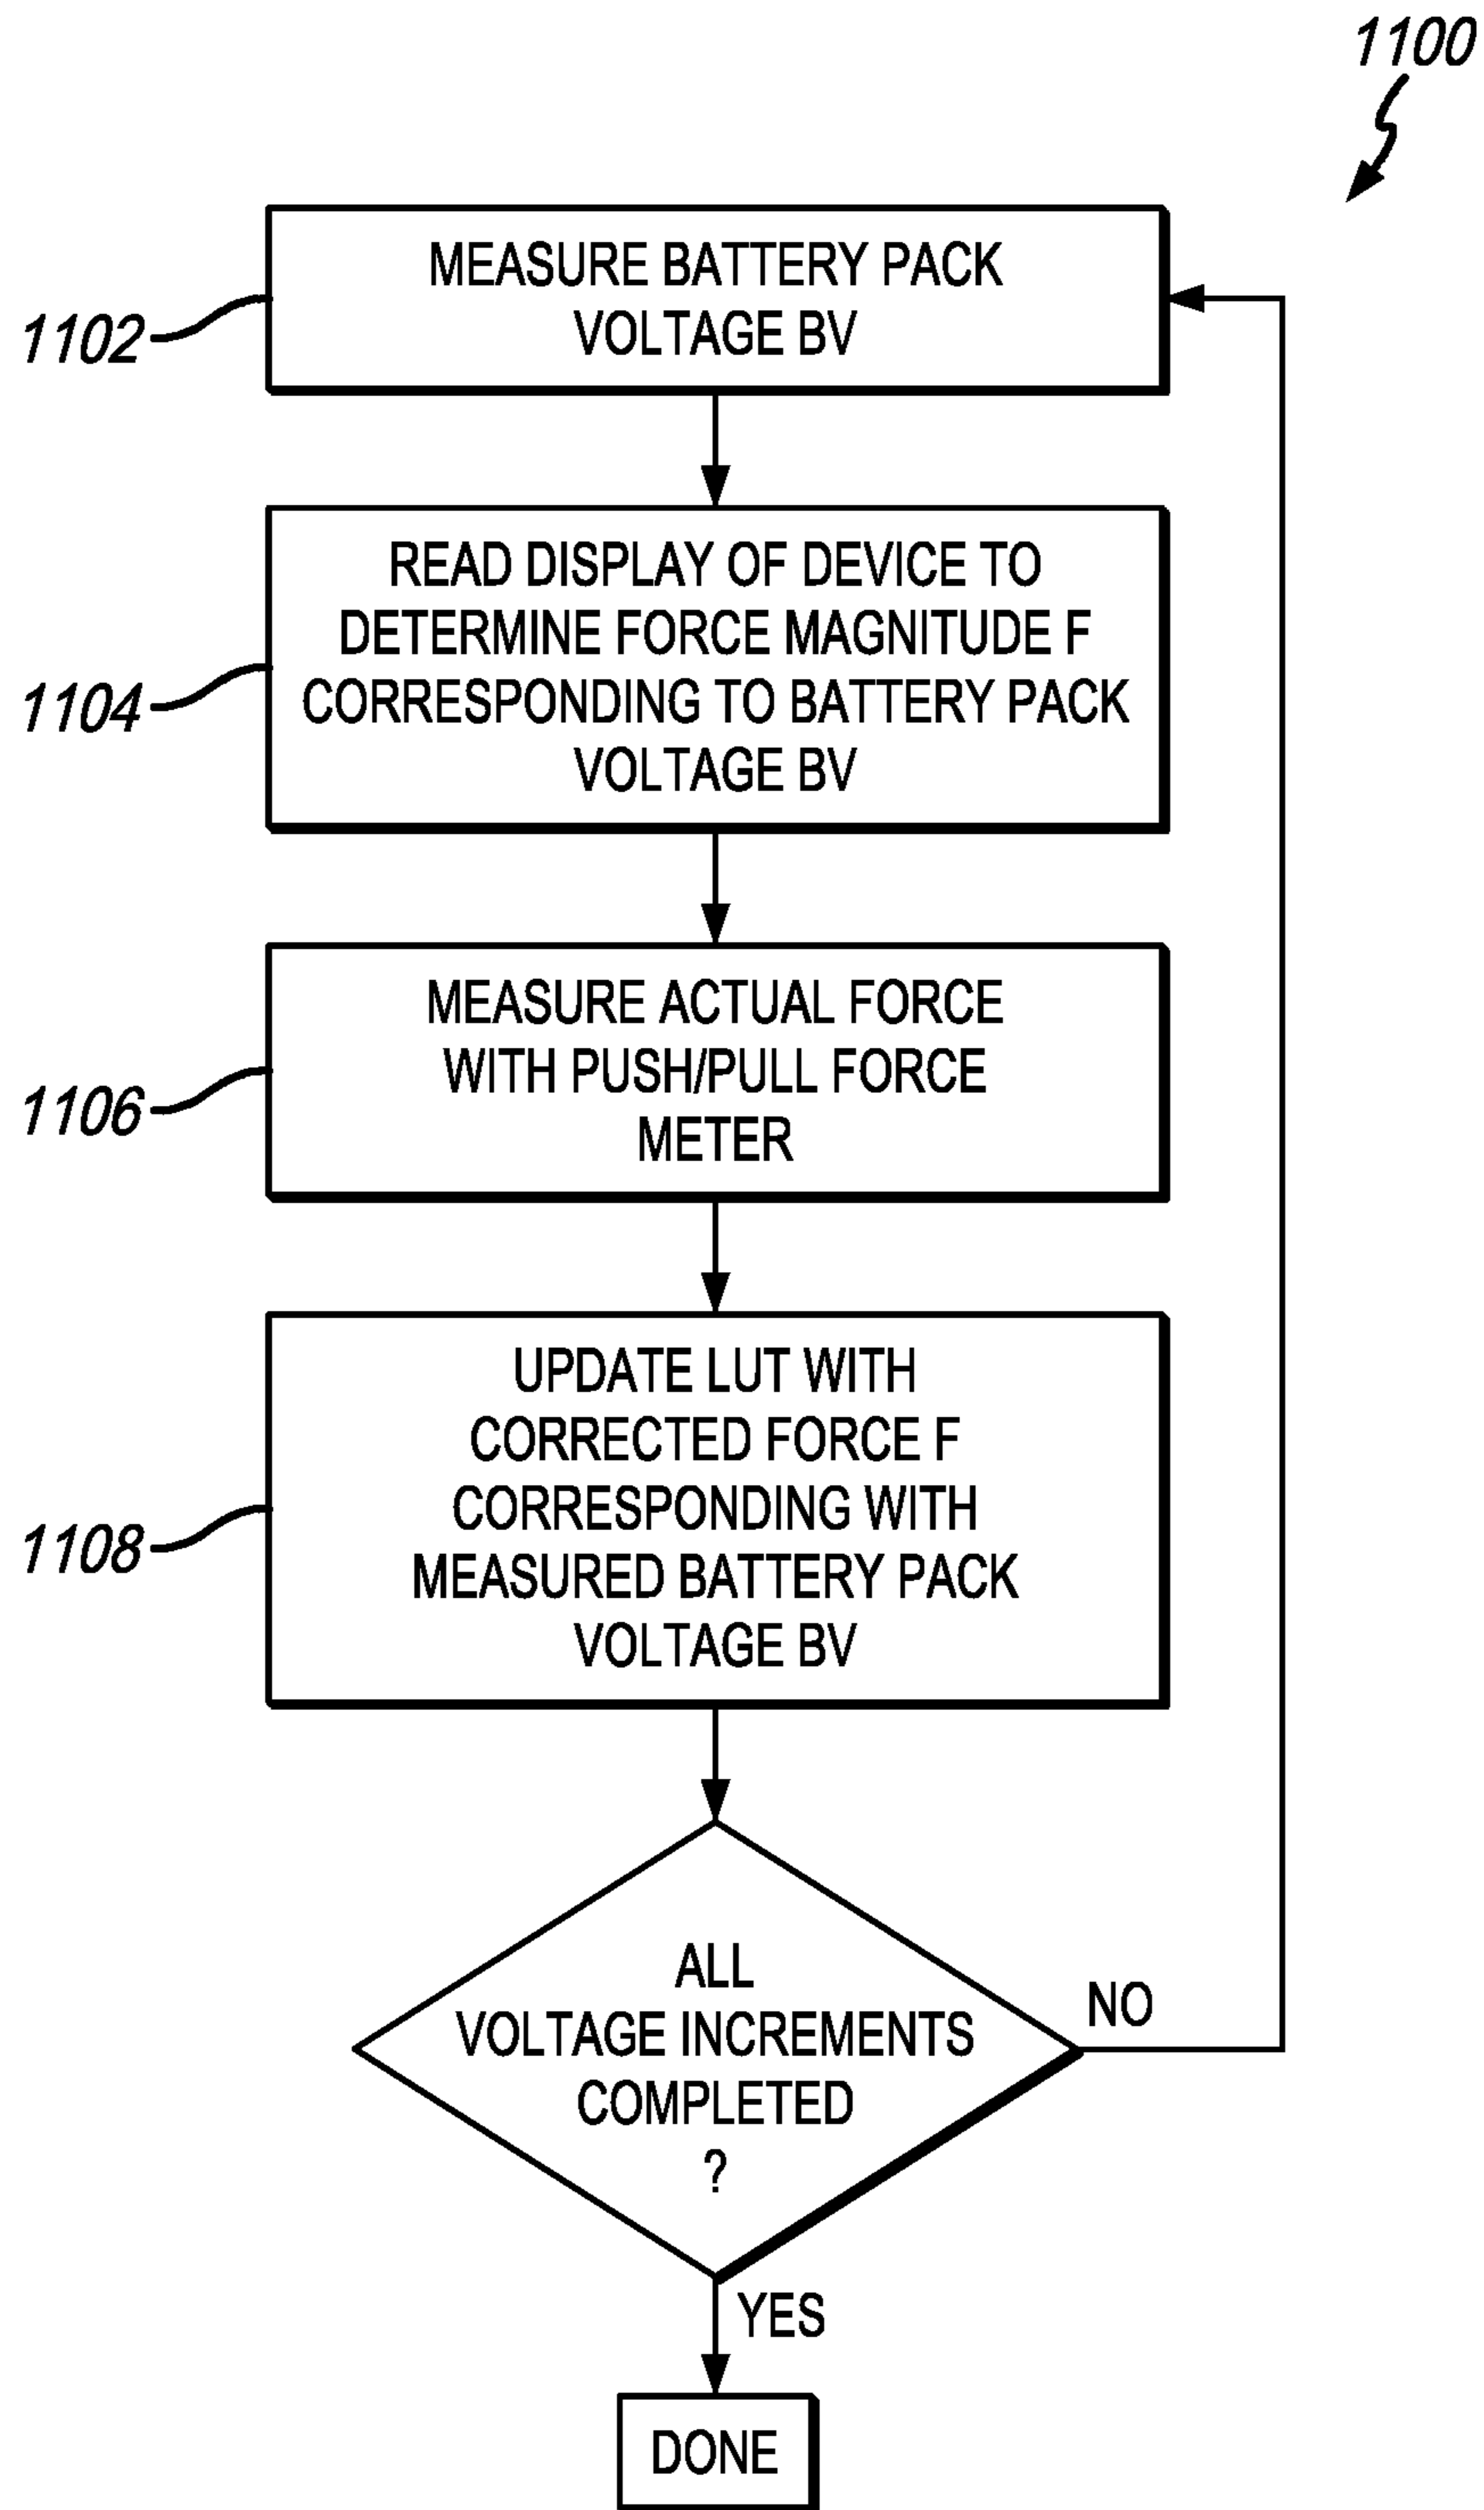 1100
MEASURE BATTERY PACK
VOLTAGE BV
1102
READ DISPLAY OF DEVICE TO
DETERMINE FORCE MAGNITUDE F
CORRESPONDING TO BATTERY PACK
VOLTAGE BV
1104
MEASURE ACTUAL FORCE
WITH PUSH/PULL FORCE
METER
1106
UPDATE LUT WITH
CORRECTED FORCE F
CORRESPONDING WITH
MEASURED BATTERY PACK
VOLTAGE BV
1108
ALL
VOLTAGE INCREMENTS
COMPLETED
?
NO
YES
DONE